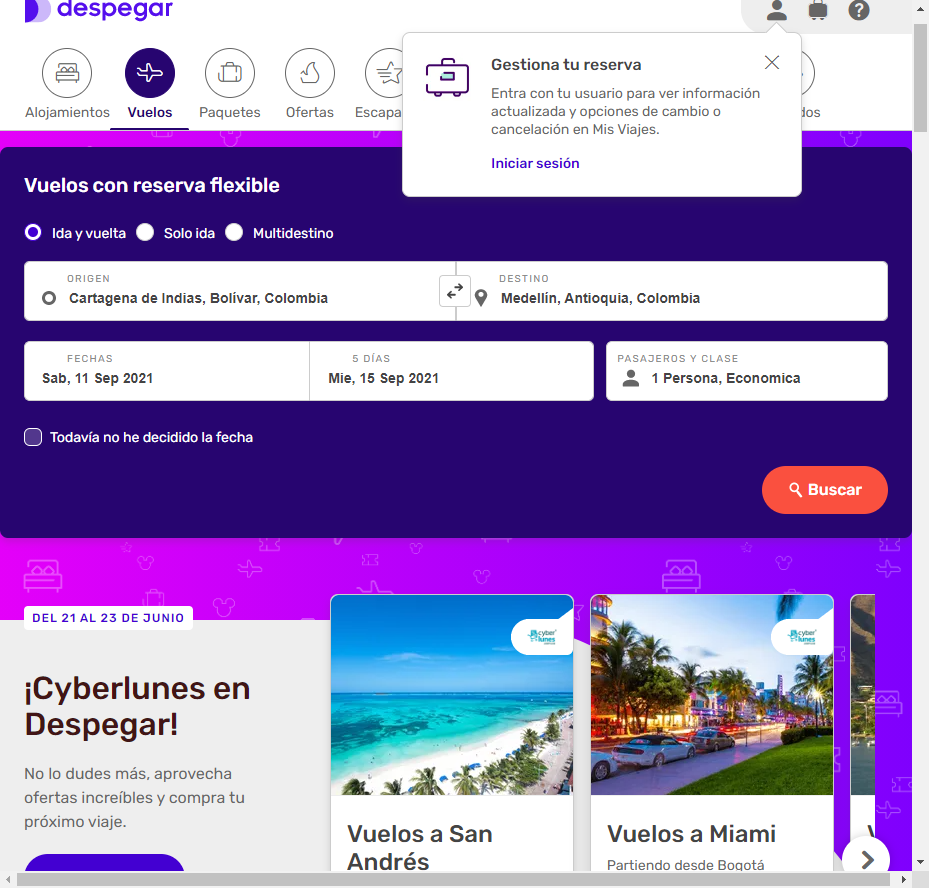 despegar
?
Alojamientos
Vuelos
Paquetes
Ofertas
Escapa
dos
Gestiona tu reserva
Entra con tu usuario para ver información
actualizada y opciones de cambio o
cancelación en Mis Viajes.
Iniciar sesión
Vuelos con reserva flexible
Ida y vuelta
Solo ida
Multidestino
ORIGEN
Cartagena de Indias, Bolívar, Colombia
DESTINO
Medellín, Antioquia, Colombia
FECHAS
Sab, 11 Sep 2021
5 DÍAS
Mie, 15 Sep 2021
PASAJEROS Y CLASE
1 Persona, Economica
Todavía no he decidido la fecha
Buscar
DEL 21 AL 23 DE JUNIO
¡Cyberlunes en
Despegar!
No lo dudes más, aprovecha
ofertas increíbles y compra tu
próximo viaje.
cyber
lunes
Vuelos a San
Andrés
cyber
lunes
Vuelos a Miami
Partiendo desde Bogotá